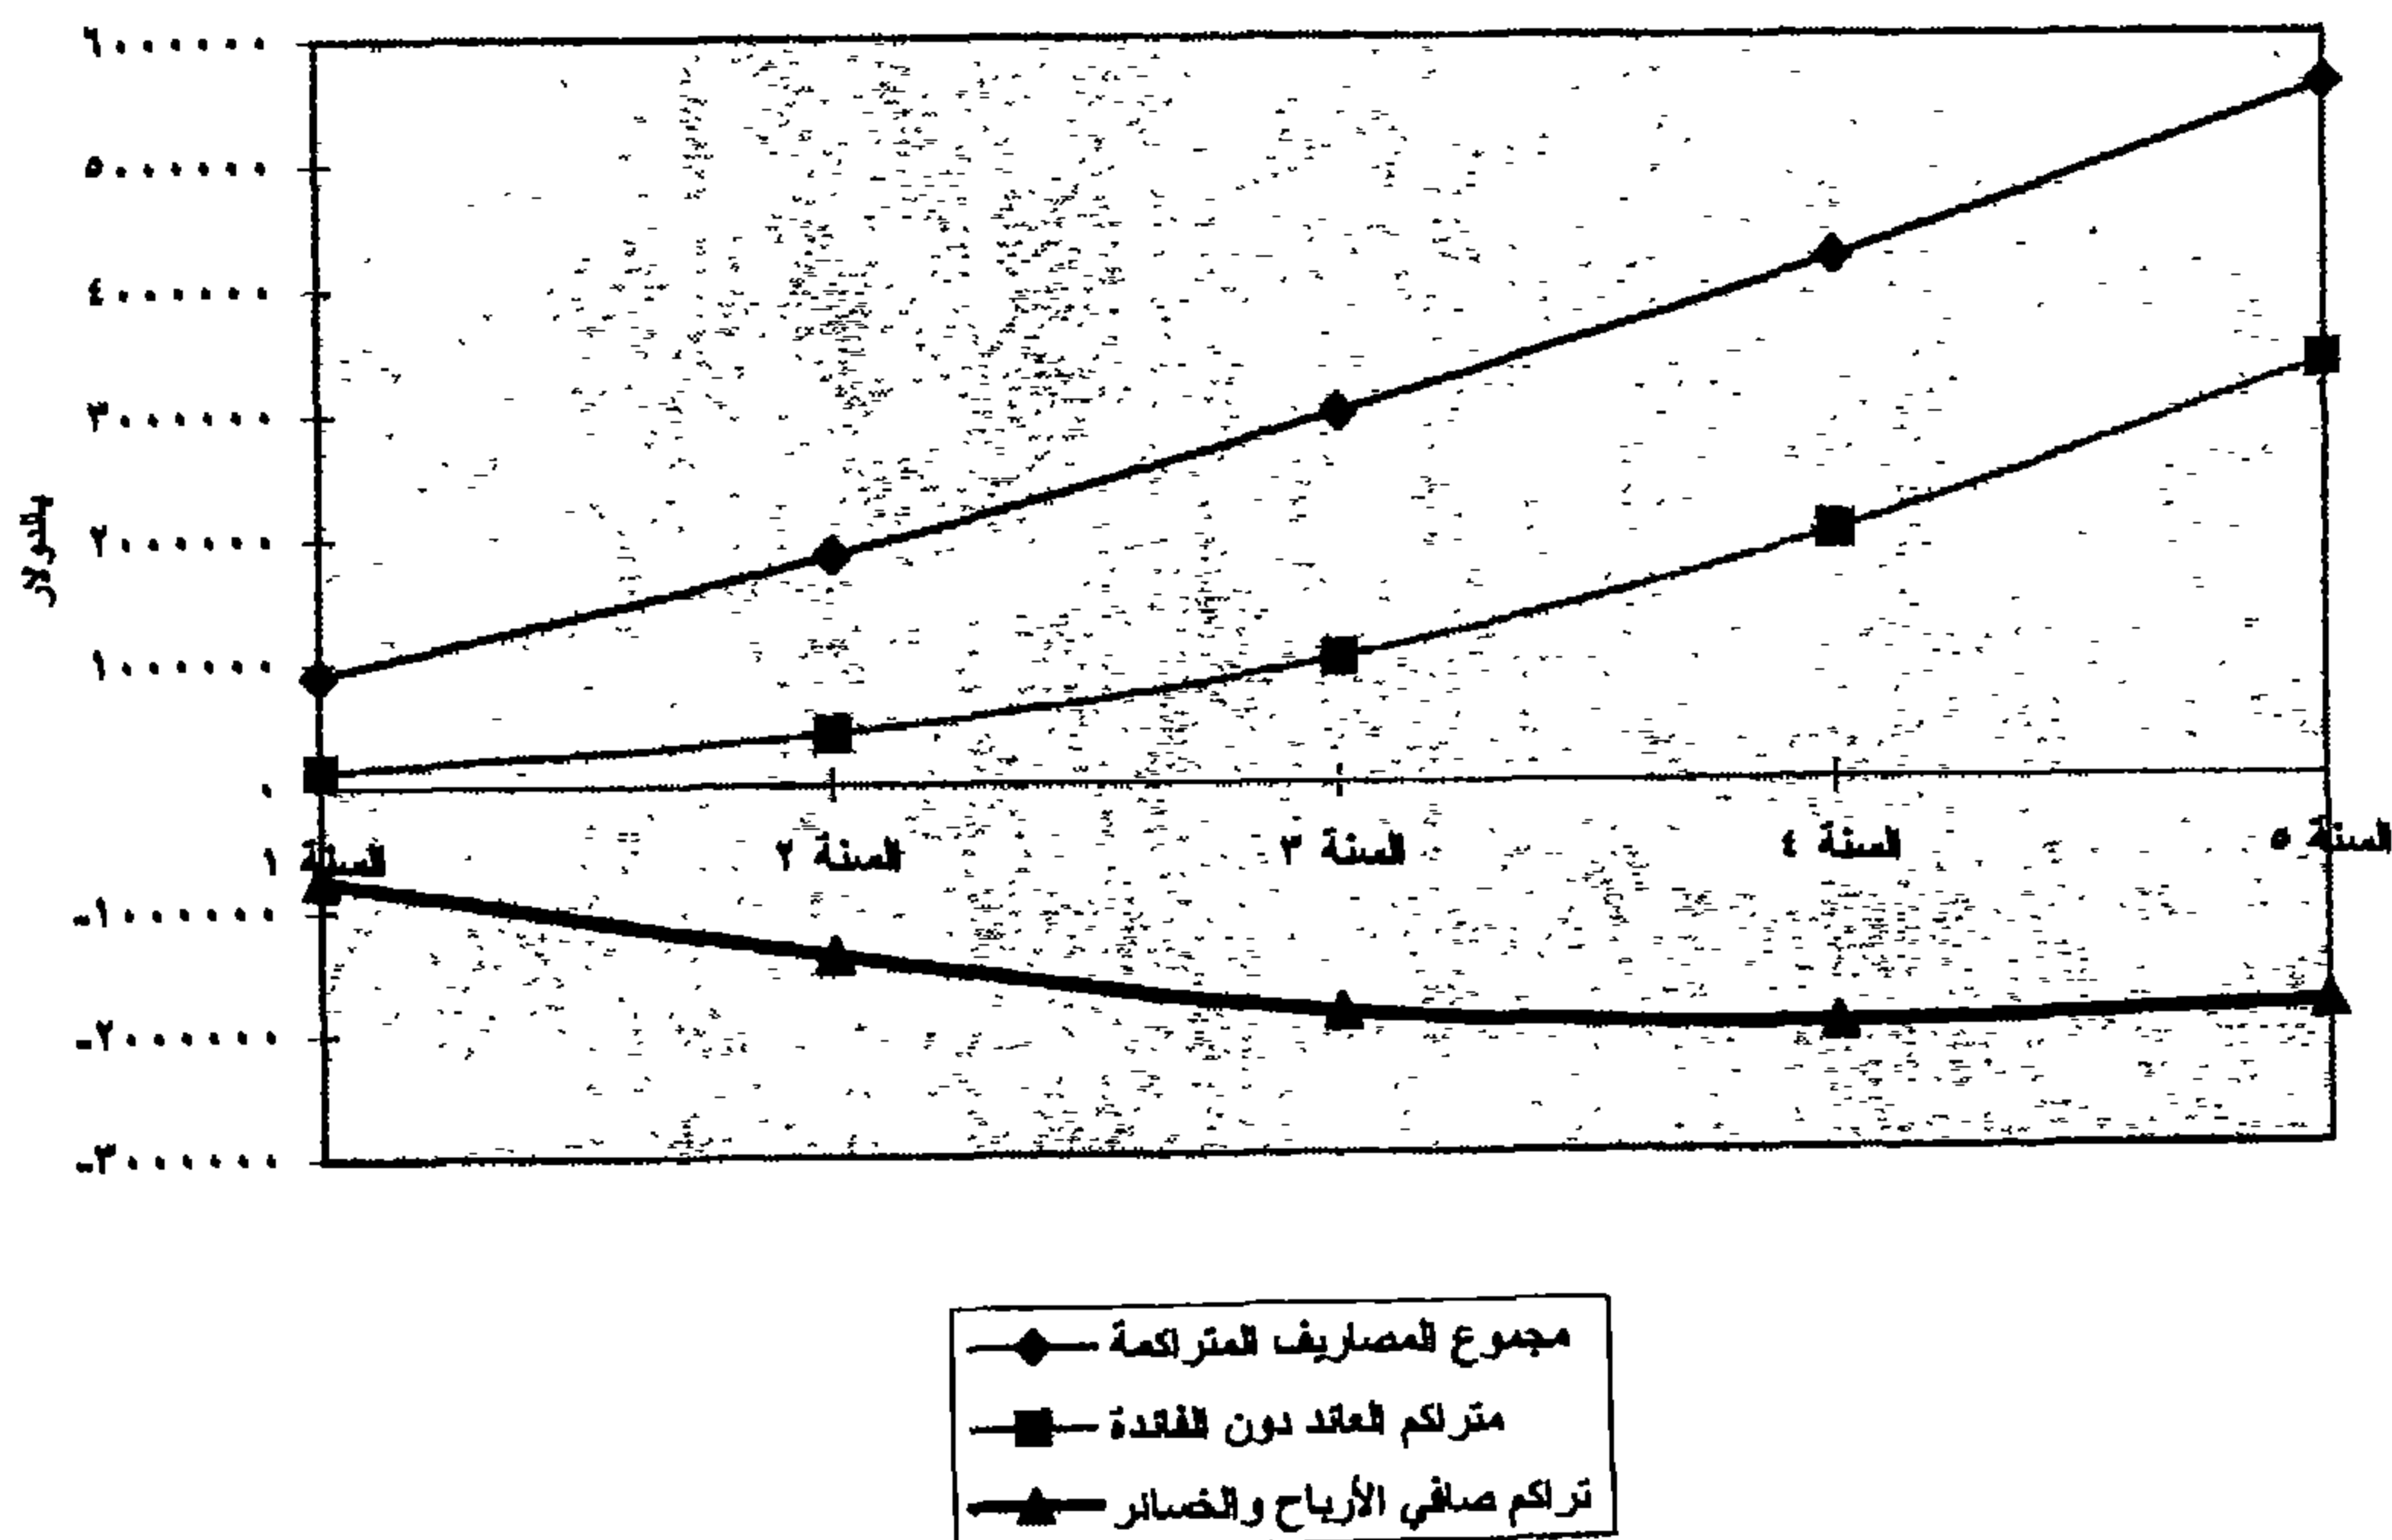 ٦٠٠٠٠٠٠
٥٠٠٠٠٠٠
٤٠٠٠٠٠٠
٣٠٠٠٠٠٠
٢٠٠٠٠٠٠
١٠٠٠٠٠٠
٠
-١٠٠٠٠٠٠
-٢٠٠٠٠٠٠
-٣٠٠٠٠٠٠
بالدولار
السنة ١
السنة ٢
السنة ٣
السنة ٤
السنة ٥
مجموع المصاريف المتراكمة
متراكم العائد دون الفائدة
تراكم صافي الأرباح والخسائر